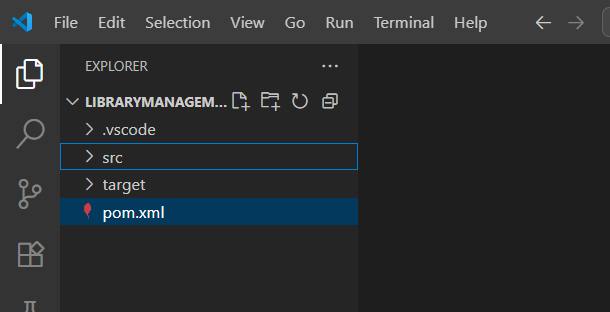 File Edit Selection View Go Run Terminal Help
EXPLORER
LIBRARYMANAGEM...
.vscode
src
target
pom.xml